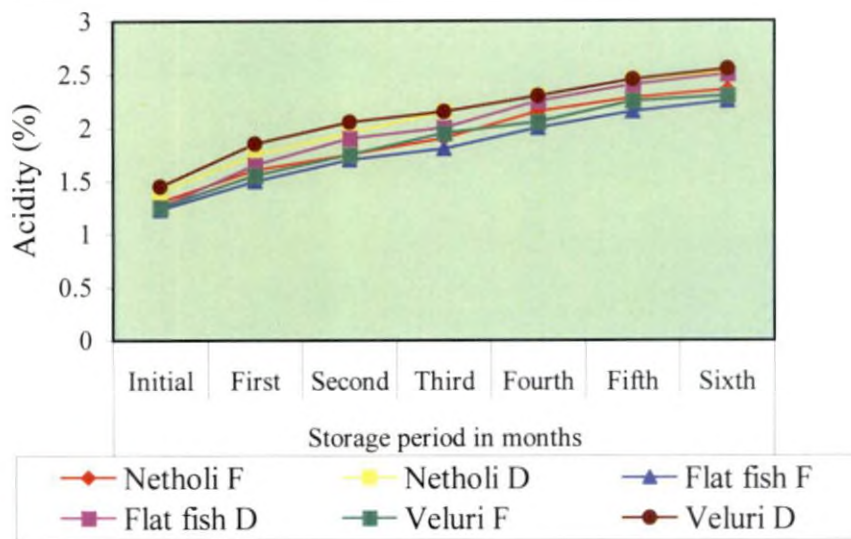 3
2.5
2
1.5
1
0.5
0
Acidity (%)
Initial First Second Third Fourth Fifth Sixth
Storage period in months
Netholi F Netholi D Flat fish F
Flat fish D Veluri F Veluri D